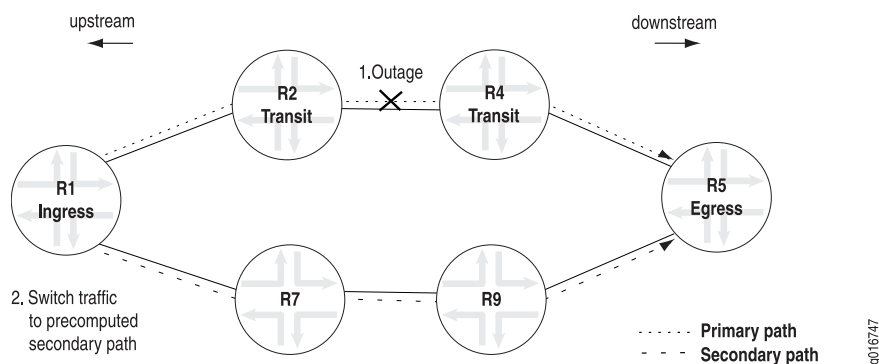 upstream
downstream
1.Outage
R2
Transit
R4
Transit
R1
Ingress
R5
Egress
R7
R9
2. Switch traffic
to precomputed
secondary path
Primary path
Secondary path
g016747